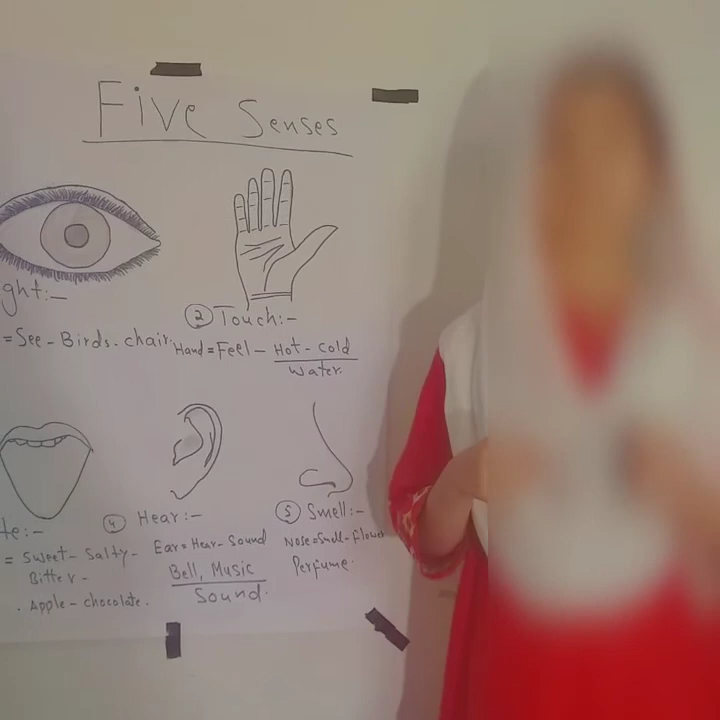 Five Senses
ght:-
② Touch:-
= See - Birds - chair
Hand = Feel - Hot - cold
Water.
te:-
④ Hear:-
⑤ Smell:-
= Sweet - Salty -
Bitter -
. Apple - chocolate.
Ear = Hear - Sound
Bell, Music
Sound.
Nose = Smell - Flower
Perfume.